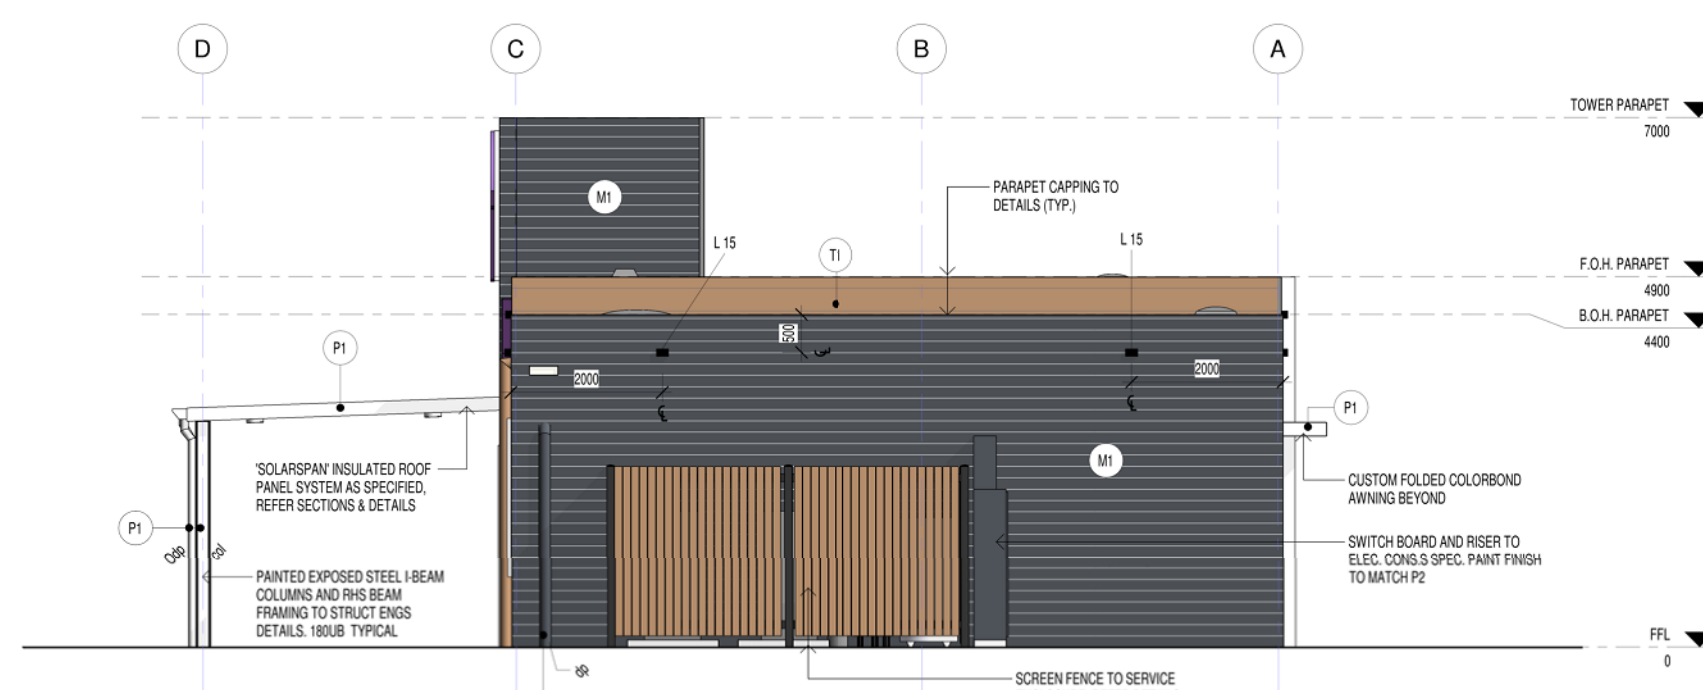 D
C
B
A
TOWER PARAPET
7000
M1
PARAPET CAPPING TO
DETAILS (TYP.)
L 15
L 15
TI
F.O.H. PARAPET
4900
B.O.H. PARAPET
4400
500
P1
2000
2000
P1
'SOLARSPAN' INSULATED ROOF
PANEL SYSTEM AS SPECIFIED,
REFER SECTIONS & DETAILS
M1
CUSTOM FOLDED COLORBOND
AWNING BEYOND
P1
Odp
col
SWITCH BOARD AND RISER TO
ELEC. CONS.S SPEC. PAINT FINISH
TO MATCH P2
PAINTED EXPOSED STEEL I-BEAM
COLUMNS AND RHS BEAM
FRAMING TO STRUCT ENGS
DETAILS. 180UB TYPICAL
FFL
0
dp
SCREEN FENCE TO SERVICE